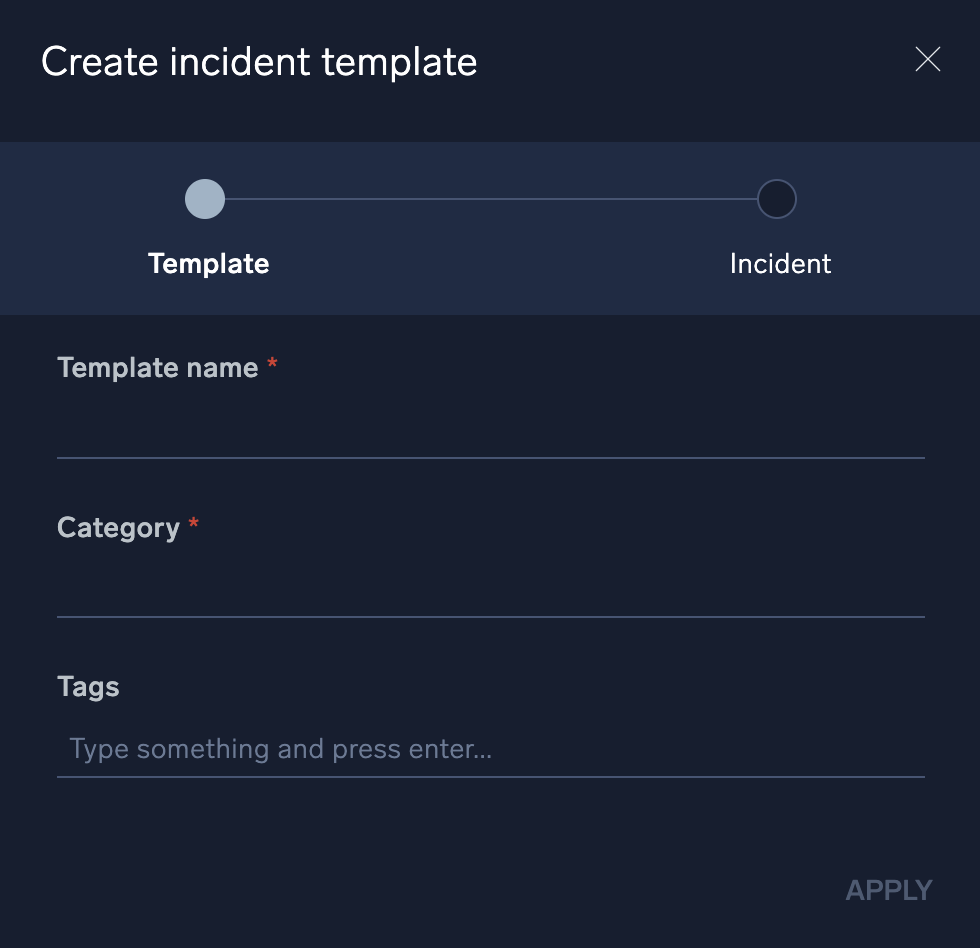 Create incident template
Template
Incident
Template name *
Category *
Tags
Type something and press enter...
APPLY